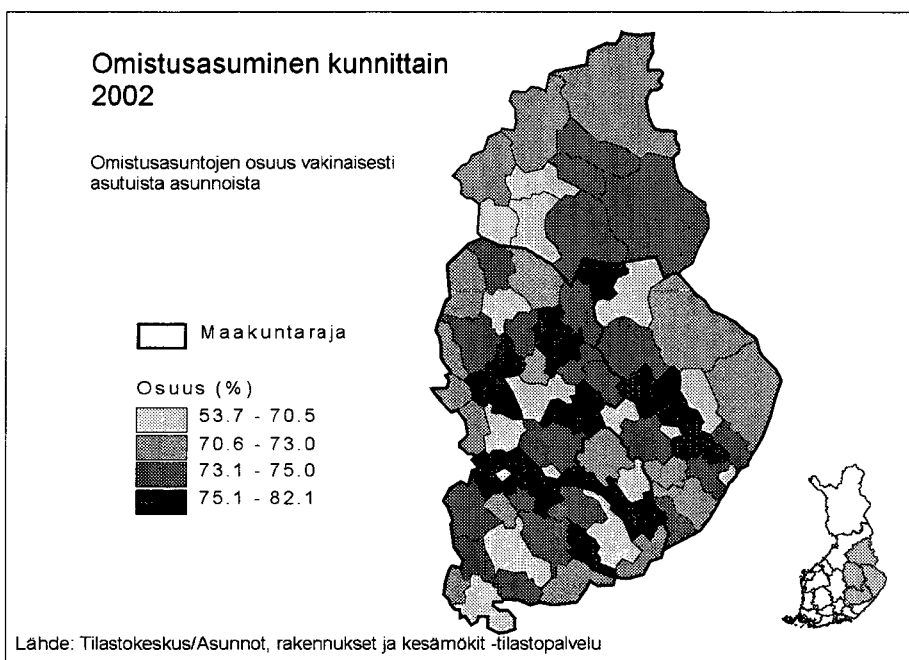 Omistusasuminen kunnittain
2002
Omistusasuntojen osuus vakinaisesti
asutuista asunnoista
Maakuntaraja
Osuus (%)
53.7 - 70.5
70.6 - 73.0
73.1 - 75.0
75.1 - 82.1
Lähde: Tilastokeskus/Asunnot, rakennukset ja kesämökit -tilastopalvelu